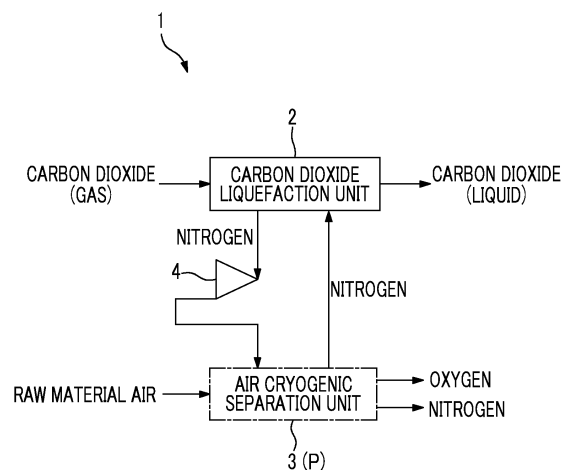 1
2
CARBON DIOXIDE
(GAS)
CARBON DIOXIDE
LIQUEFACTION UNIT
CARBON DIOXIDE
(LIQUID)
NITROGEN
4
NITROGEN
RAW MATERIAL AIR
AIR CRYOGENIC
SEPARATION UNIT
OXYGEN
NITROGEN
3 (P)